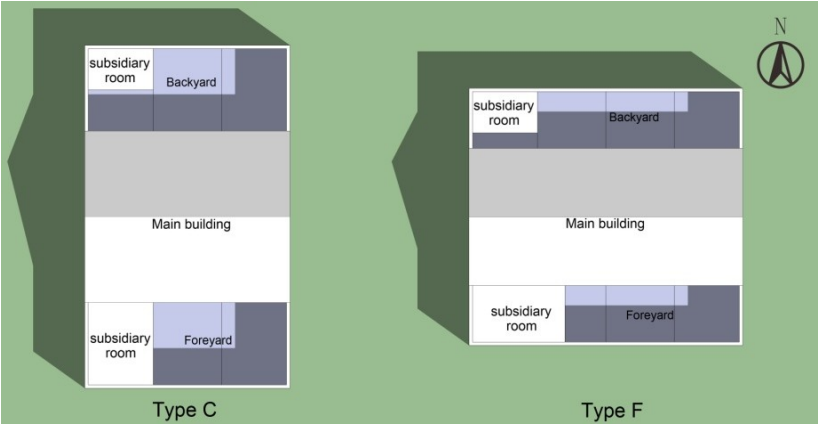 N
subsidiary
room
Backyard
Main building
subsidiary
room
Foreyard
Type C
subsidiary
room
Backyard
Main building
subsidiary
room
Foreyard
Type F